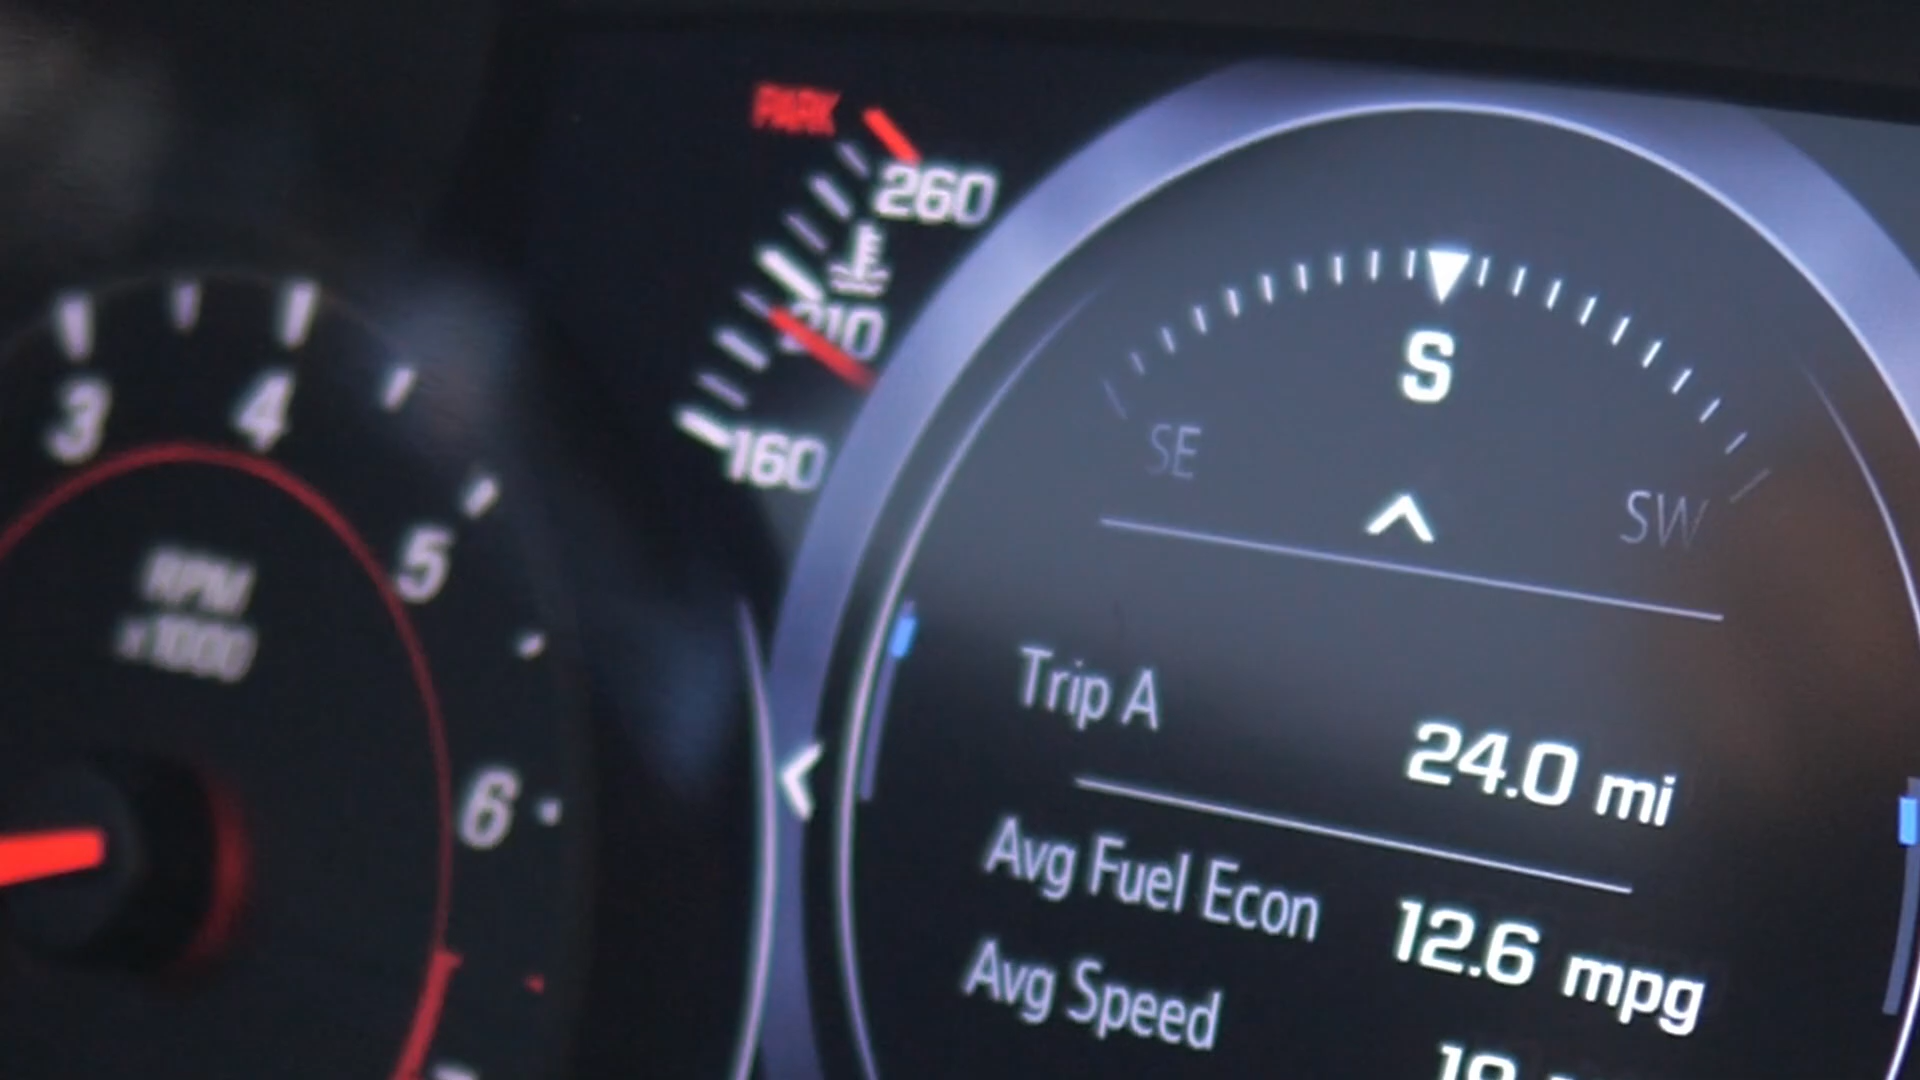 PARK
260
210
160
3
4
5
6
RPM
x1000
S
SE
SW
Trip A
24.0 mi
Avg Fuel Econ
12.6 mpg
Avg Speed